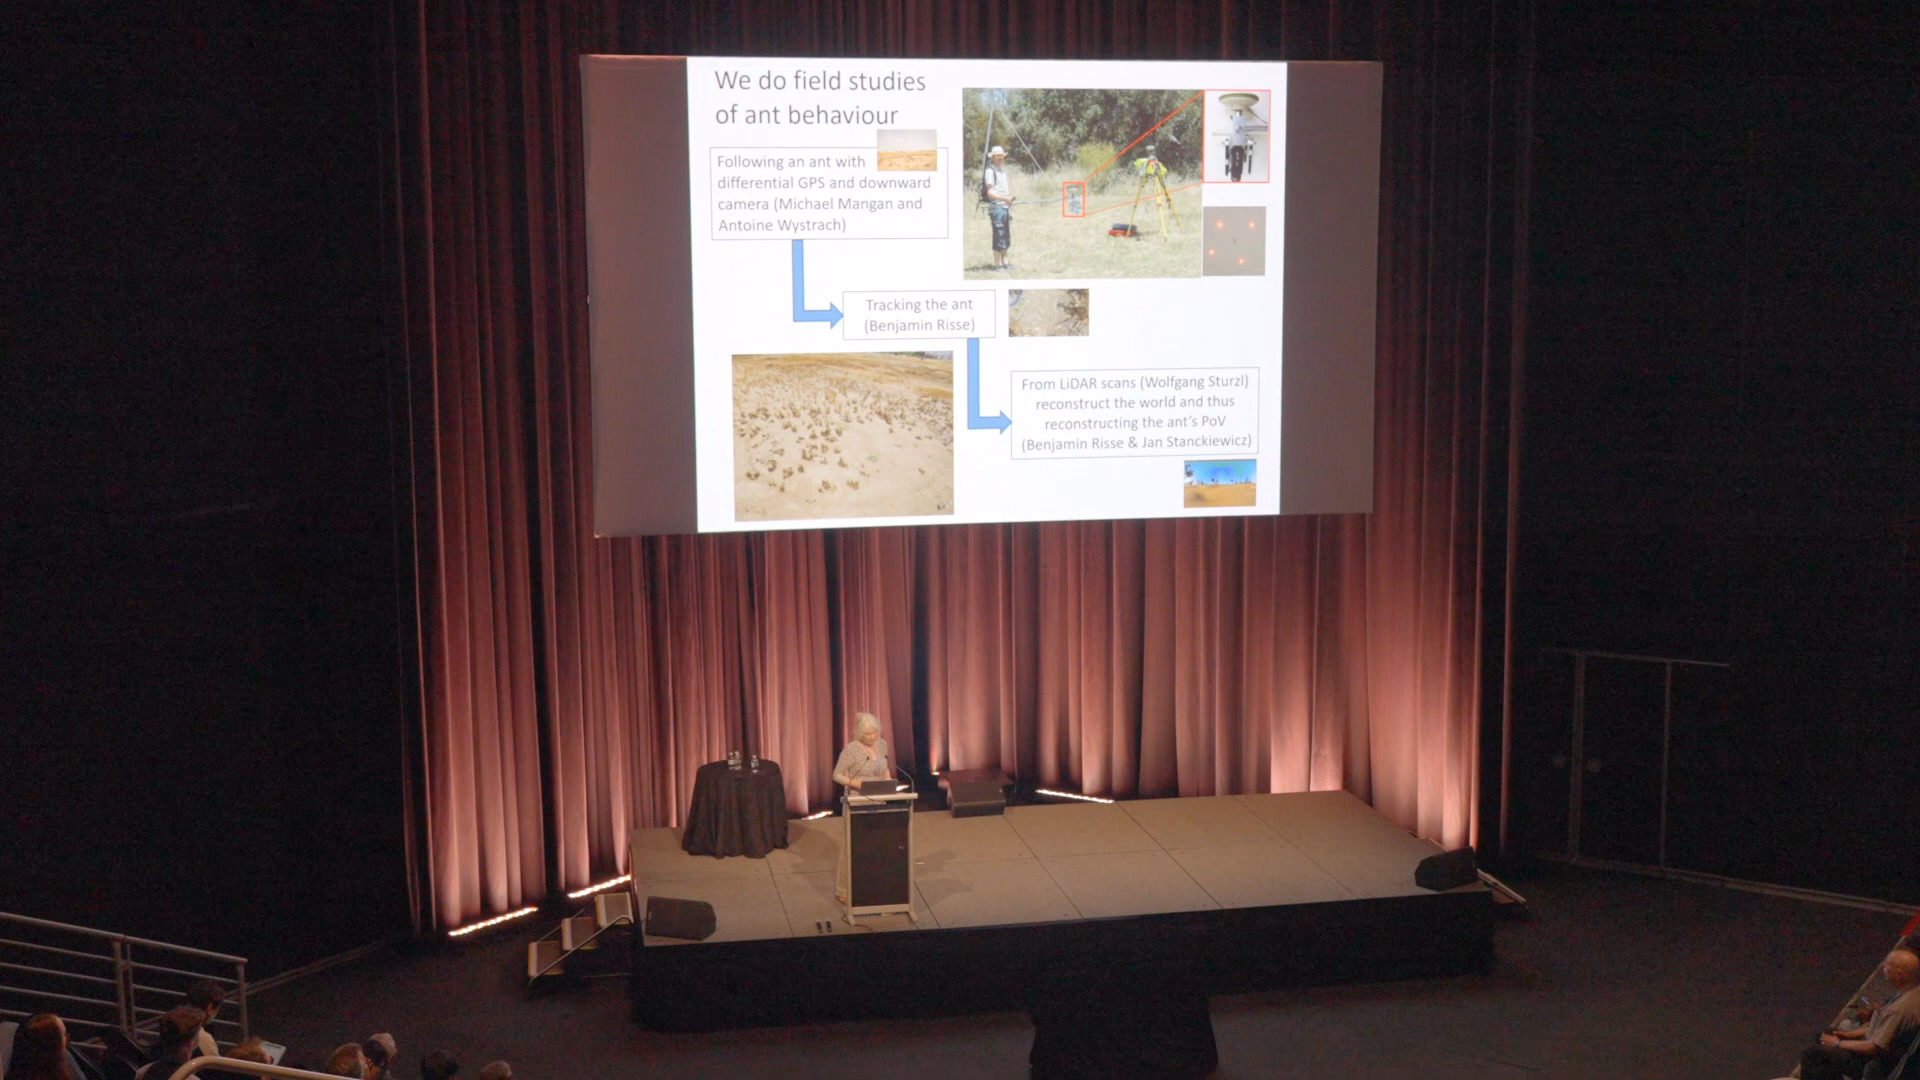 We do field studies
of ant behaviour
Following an ant with
differential GPS and downward
camera (Michael Mangan and
Antoine Wystrach)
Tracking the ant
(Benjamin Risse)
From LiDAR scans (Wolfgang Sturzl)
reconstruct the world and thus
reconstructing the ant's PoV
(Benjamin Risse & Jan Stanckiewicz)